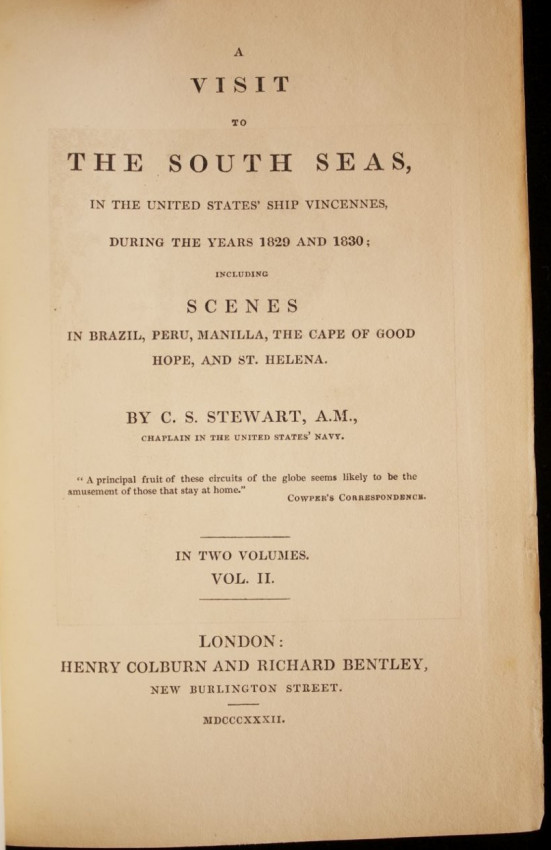 A
VISIT
TO
THE SOUTH SEAS,
IN THE UNITED STATES' SHIP VINCENNES,
DURING THE YEARS 1829 AND 1830;
INCLUDING
SCENES
IN BRAZIL, PERU, MANILLA, THE CAPE OF GOOD
HOPE, AND ST. HELENA.
BY C. S. STEWART, A.M.,
CHAPLAIN IN THE UNITED STATES' NAVY.
" A principal fruit of these circuits of the globe seems likely to be the
amusement of those that stay at home."
COWPER'S CORRESPONDENCE.
IN TWO VOLUMES.
VOL. II.
LONDON:
HENRY COLBURN AND RICHARD BENTLEY,
NEW BURLINGTON STREET.
MDCCCXXXII.